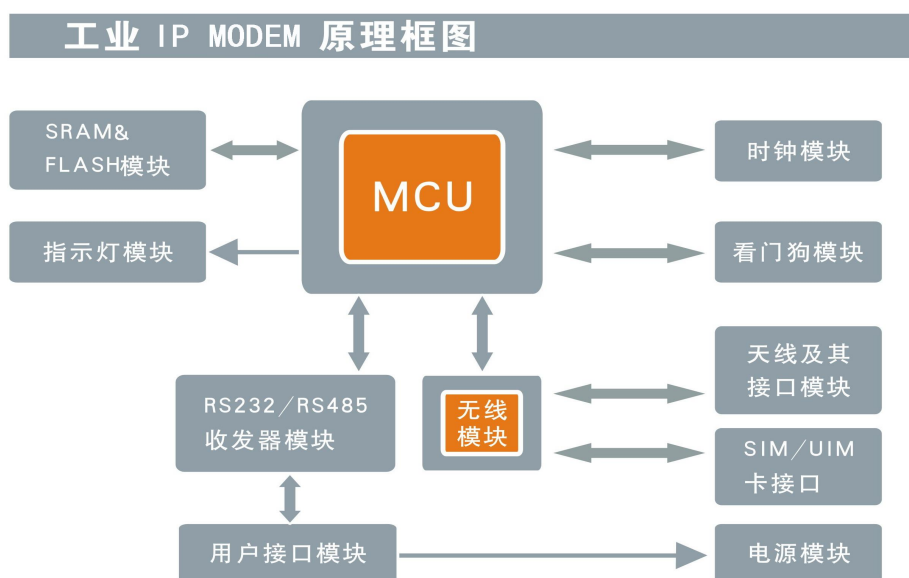 工业 IP MODEM 原理框图
SRAM&
FLASH模块
MCU
时钟模块
指示灯模块
看门狗模块
RS232/RS485
收发器模块
无线
模块
天线及其
接口模块
SIM/UIM
卡接口
用户接口模块
电源模块